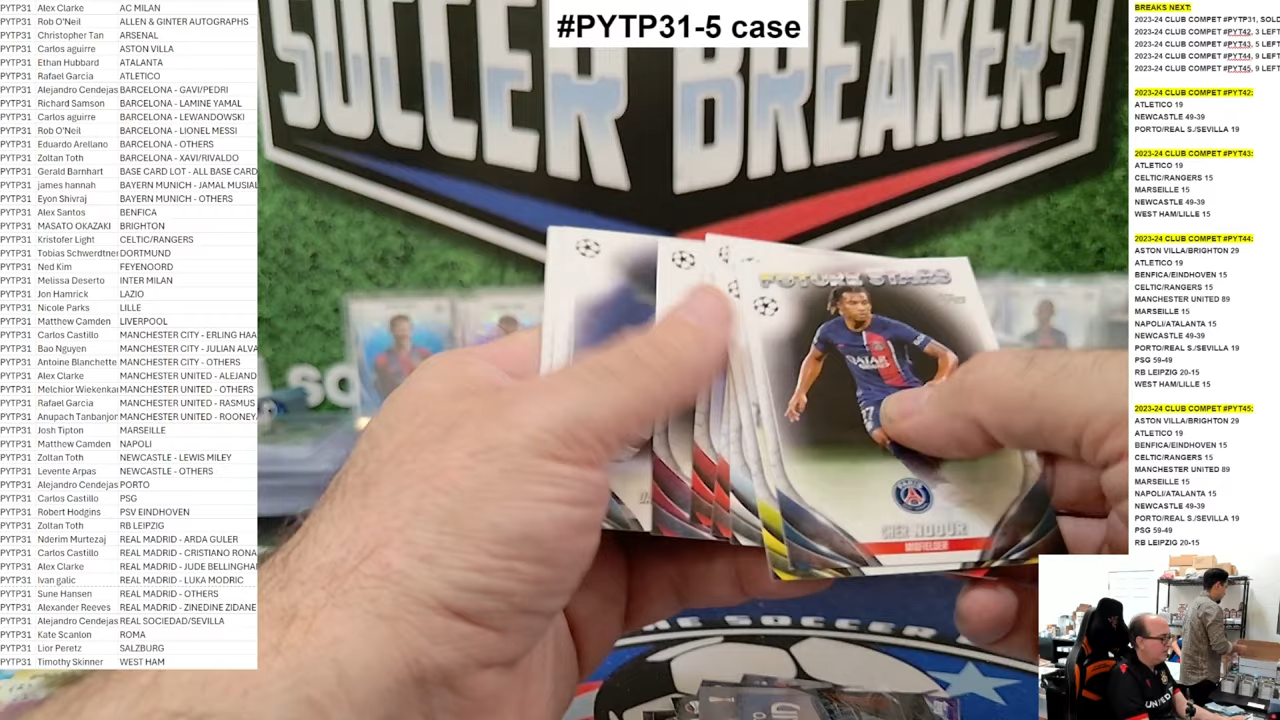 #PYTP31-5 case
SOCCER BREAKERS
PYTP31 Alex Clarke AC MILAN
PYTP31 Rob O'Neil ALLEN & GINTER AUTOGRAPHS
PYTP31 Christopher Tan ARSENAL
PYTP31 Carlos aguirre ASTON VILLA
PYTP31 Ethan Hubbard ATALANTA
PYTP31 Rafael Garcia ATLETICO
PYTP31 Alejandro Cendejas BARCELONA - GAVI/PEDRI
PYTP31 Richard Samson BARCELONA - LAMINE YAMAL
PYTP31 Carlos aguirre BARCELONA - LEWANDOWSKI
PYTP31 Rob O'Neil BARCELONA - LIONEL MESSI
PYTP31 Eduardo Arellano BARCELONA - OTHERS
PYTP31 Zoltan Toth BARCELONA - XAVI/RIVALDO
PYTP31 Gerald Barnhart BASE CARD LOT - ALL BASE CARD
PYTP31 james hannah BAYERN MUNICH - JAMAL MUSIAL
PYTP31 Eyon Shivraj BAYERN MUNICH - OTHERS
PYTP31 Alex Santos BENFICA
PYTP31 MASATO OKAZAKI BRIGHTON
PYTP31 Kristofer Light CELTIC/RANGERS
PYTP31 Tobias Schwerdtner DORTMUND
PYTP31 Ned Kim FEYENOORD
PYTP31 Melissa Deserto INTER MILAN
PYTP31 Jon Hamrick LAZIO
PYTP31 Nicole Parks LILLE
PYTP31 Matthew Camden LIVERPOOL
PYTP31 Carlos Castillo MANCHESTER CITY - ERLING HAA
PYTP31 Bao Nguyen MANCHESTER CITY - JULIAN ALVA
PYTP31 Antoine Blanchette MANCHESTER CITY - OTHERS
PYTP31 Alex Clarke MANCHESTER UNITED - ALEJAND
PYTP31 Melchior Wiekenkar MANCHESTER UNITED - OTHERS
PYTP31 Rafael Garcia MANCHESTER UNITED - RASMUS
PYTP31 Anupach Tanbanjor MANCHESTER UNITED - ROONEY
PYTP31 Josh Tipton MARSEILLE
PYTP31 Matthew Camden NAPOLI
PYTP31 Zoltan Toth NEWCASTLE - LEWIS MILEY
PYTP31 Levente Arpas NEWCASTLE - OTHERS
PYTP31 Alejandro Cendejas PORTO
PYTP31 Carlos Castillo PSG
PYTP31 Robert Hodgins PSV EINDHOVEN
PYTP31 Zoltan Toth RB LEIPZIG
PYTP31 Nderim Murtezaj REAL MADRID - ARDA GULER
PYTP31 Carlos Castillo REAL MADRID - CRISTIANO RONA
PYTP31 Alex Clarke REAL MADRID - JUDE BELLINGHA
PYTP31 Ivan galic REAL MADRID - LUKA MODRIC
PYTP31 Sune Hansen REAL MADRID - OTHERS
PYTP31 Alexander Reeves REAL MADRID - ZINEDINE ZIDANE
PYTP31 Alejandro Cendejas REAL SOCIEDAD/SEVILLA
PYTP31 Kate Scanlon ROMA
PYTP31 Lior Peretz SALZBURG
PYTP31 Timothy Skinner WEST HAM
FUTURE STARS
PARIS
CHER NDOUR
MIDFIELDER
THE SOCCER
BREAKS NEXT:
2023-24 CLUB COMPET #PYTP31, SOLD
2023-24 CLUB COMPET #PYT42, 3 LEFT
2023-24 CLUB COMPET #PYT43, 5 LEFT
2023-24 CLUB COMPET #PYT44, 9 LEFT
2023-24 CLUB COMPET #PYT45, 9 LEFT
2023-24 CLUB COMPET #PYT42:
ATLETICO 19
NEWCASTLE 49-39
PORTO/REAL S./SEVILLA 19
2023-24 CLUB COMPET #PYT43:
ATLETICO 19
CELTIC/RANGERS 15
MARSEILLE 15
NEWCASTLE 49-39
WEST HAM/LILLE 15
2023-24 CLUB COMPET #PYT44:
ASTON VILLA/BRIGHTON 29
ATLETICO 19
BENFICA/EINDHOVEN 15
CELTIC/RANGERS 15
MANCHESTER UNITED 89
MARSEILLE 15
NAPOLI/ATALANTA 15
NEWCASTLE 49-39
PORTO/REAL S./SEVILLA 19
PSG 59-49
RB LEIPZIG 20-15
WEST HAM/LILLE 15
2023-24 CLUB COMPET #PYT45:
ASTON VILLA/BRIGHTON 29
ATLETICO 19
BENFICA/EINDHOVEN 15
CELTIC/RANGERS 15
MANCHESTER UNITED 89
MARSEILLE 15
NAPOLI/ATALANTA 15
NEWCASTLE 49-39
PORTO/REAL S./SEVILLA 19
PSG 59-49
RB LEIPZIG 20-15
UNITED